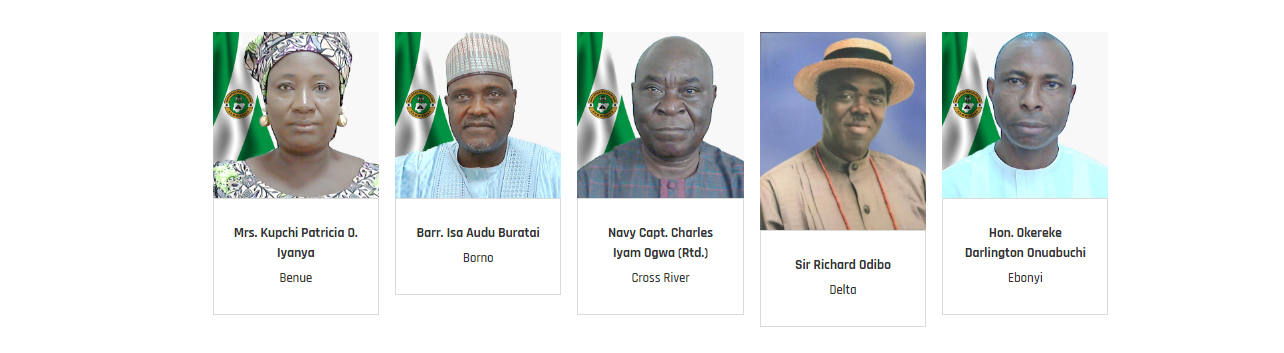 Mrs. Kupchi Patricia O.
Iyanya
Benue
Barr. Isa Audu Buratai
Borno
Navy Capt. Charles
Iyam Ogwa (Rtd.)
Cross River
Sir Richard Odibo
Delta
Hon. Okereke
Darlington Onuabuchi
Ebonyi